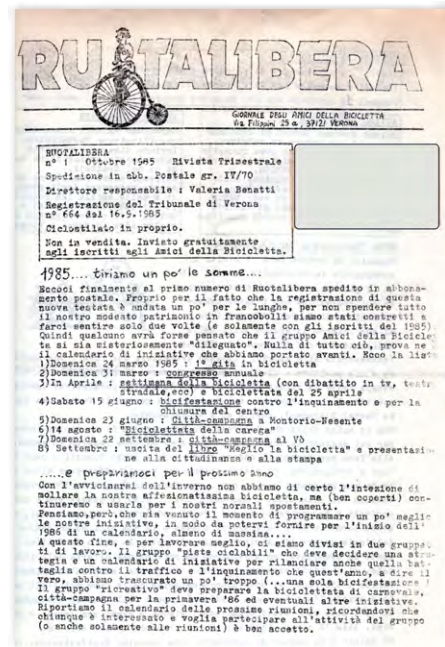 RUOTALIBERA
GIORNALE DEGLI AMICI DELLA BICICLETTA
Via Filippini 25a, 37121 VERONA
RUOTALIBERA
n° 1 Ottobre 1985 Rivista Trimestrale
Spedizione in abb. Postale gr. IV/70
Direttore responsabile : Valeria Benatti
Registrazione del Tribunale di Verona
n° 664 del 16.9.1985
Ciclostilato in proprio.
Non in vendita. Inviato gratuitamente
agli iscritti agli Amici della Bicicletta.
1985.... tiriamo un po' le somme....
Eccoci finalmente al primo numero di Ruotalibera spedito in abbona-
mento postale. Proprio per il fatto che la registrazione di questa
nuova testata è andata un po' per le lunghe, per non spendere tutto
il nostro modesto patrimonio in francobolli siamo stati costretti a
farci sentire solo due volte (e solamente con gli iscritti del 1985)
Quindi qualcuno avrà forse pensato che il gruppo Amici della Biciclet
ta si sia misteriosamente "dileguato". Nulla di tutto ciò, prova ne
è il calendario di iniziative che abbiamo portato avanti. Ecco la list
1)Domenica 24 marzo 1985 : 1° gita in bicicletta
2)Domenica 31 marzo : congresso annuale
3)In Aprile : settimana della bicicletta (con dibattito in tv, teatr
stradale,ecc) e biciclettata del 25 aprile
4)Sabato 15 giugno : bicifestazione contro l'inquinamento e per la
chiusura del centro
5)Domenica 23 giugno : Città-campagna a Montorio-Nesente
6)14 agosto : "Biciclettata della carega"
7)Domenica 22 settembre : città-campagna al Vò
8) Settembre : uscita del libro "Meglio la bicicletta" e presentazio
ne alla cittadinanza e alla stampa
.....e prepariamoci per il prossimo anno
Con l'avvicinarsi dell'inverno non abbiamo di certo l'intenzione di
mollare la nostra affezionatissima bicicletta, ma (ben coperti) con-
tinueremo a usarla per i nostri normali spostamenti.
Pensiamo,però,che sia venuto il momento di programmare un po' meglio
le nostre iniziative, in modo da potervi fornire per l'inizio dell'
1986 di un calendario, almeno di massima....
A questo fine, e per lavorare meglio, ci siamo divisi in due gruppet
ti di lavoro. Il gruppo "piste ciclabili" che deve decidere una stra
tegia e un calendario di iniziative per rilanciare anche quella bat-
taglia contro il traffico e l'inquinamento che quest'anno, a dire il
vero, abbiamo trascurato un po' troppo (...una sola bicifestazione !
Il gruppo "ricreativo" deve preparare la biciclettata di carnevale,
città-campagna per la primavera '86 ed eventuali altre iniziative.
Riportiamo il calendario delle prossime riunioni, ricordandovi che
chiunque è interessato e voglia partecipare all'attività del gruppo
(o anche solamente alle riunioni) è ben accetto.